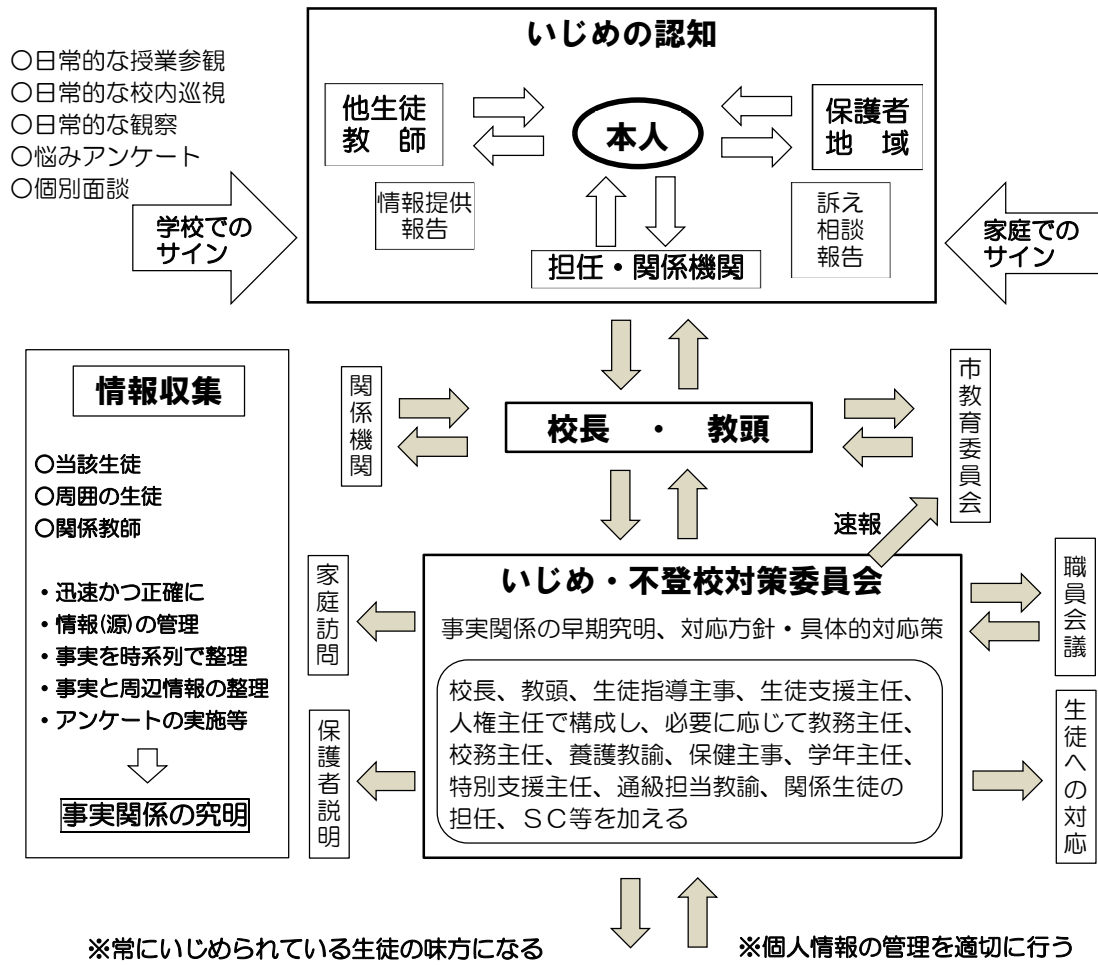 いじめの認知
〇日常的な授業参観
〇日常的な校内巡視
〇日常的な観察
〇悩みアンケート
〇個別面談
学校での
サイン
他生徒
教　師
本人
保護者
地　域
情報提供
報告
訴え
相談
報告
担任・関係機関
家庭での
サイン
情報収集
〇当該生徒
〇周囲の生徒
〇関係教師
・迅速かつ正確に
・情報(源)の管理
・事実を時系列で整理
・事実と周辺情報の整理
・アンケートの実施等
事実関係の究明
関係機関
校長　・　教頭
市教育委員会
速報
いじめ・不登校対策委員会
事実関係の早期究明、対応方針・具体的対応策
校長、教頭、生徒指導主事、生徒支援主任、
人権主任で構成し、必要に応じて教務主任、
校務主任、養護教諭、保健主事、学年主任、
特別支援主任、通級担当教諭、関係生徒の
担任、ＳＣ等を加える
家庭訪問
保護者説明
職員会議
生徒への対応
※常にいじめられている生徒の味方になる
※個人情報の管理を適切に行う